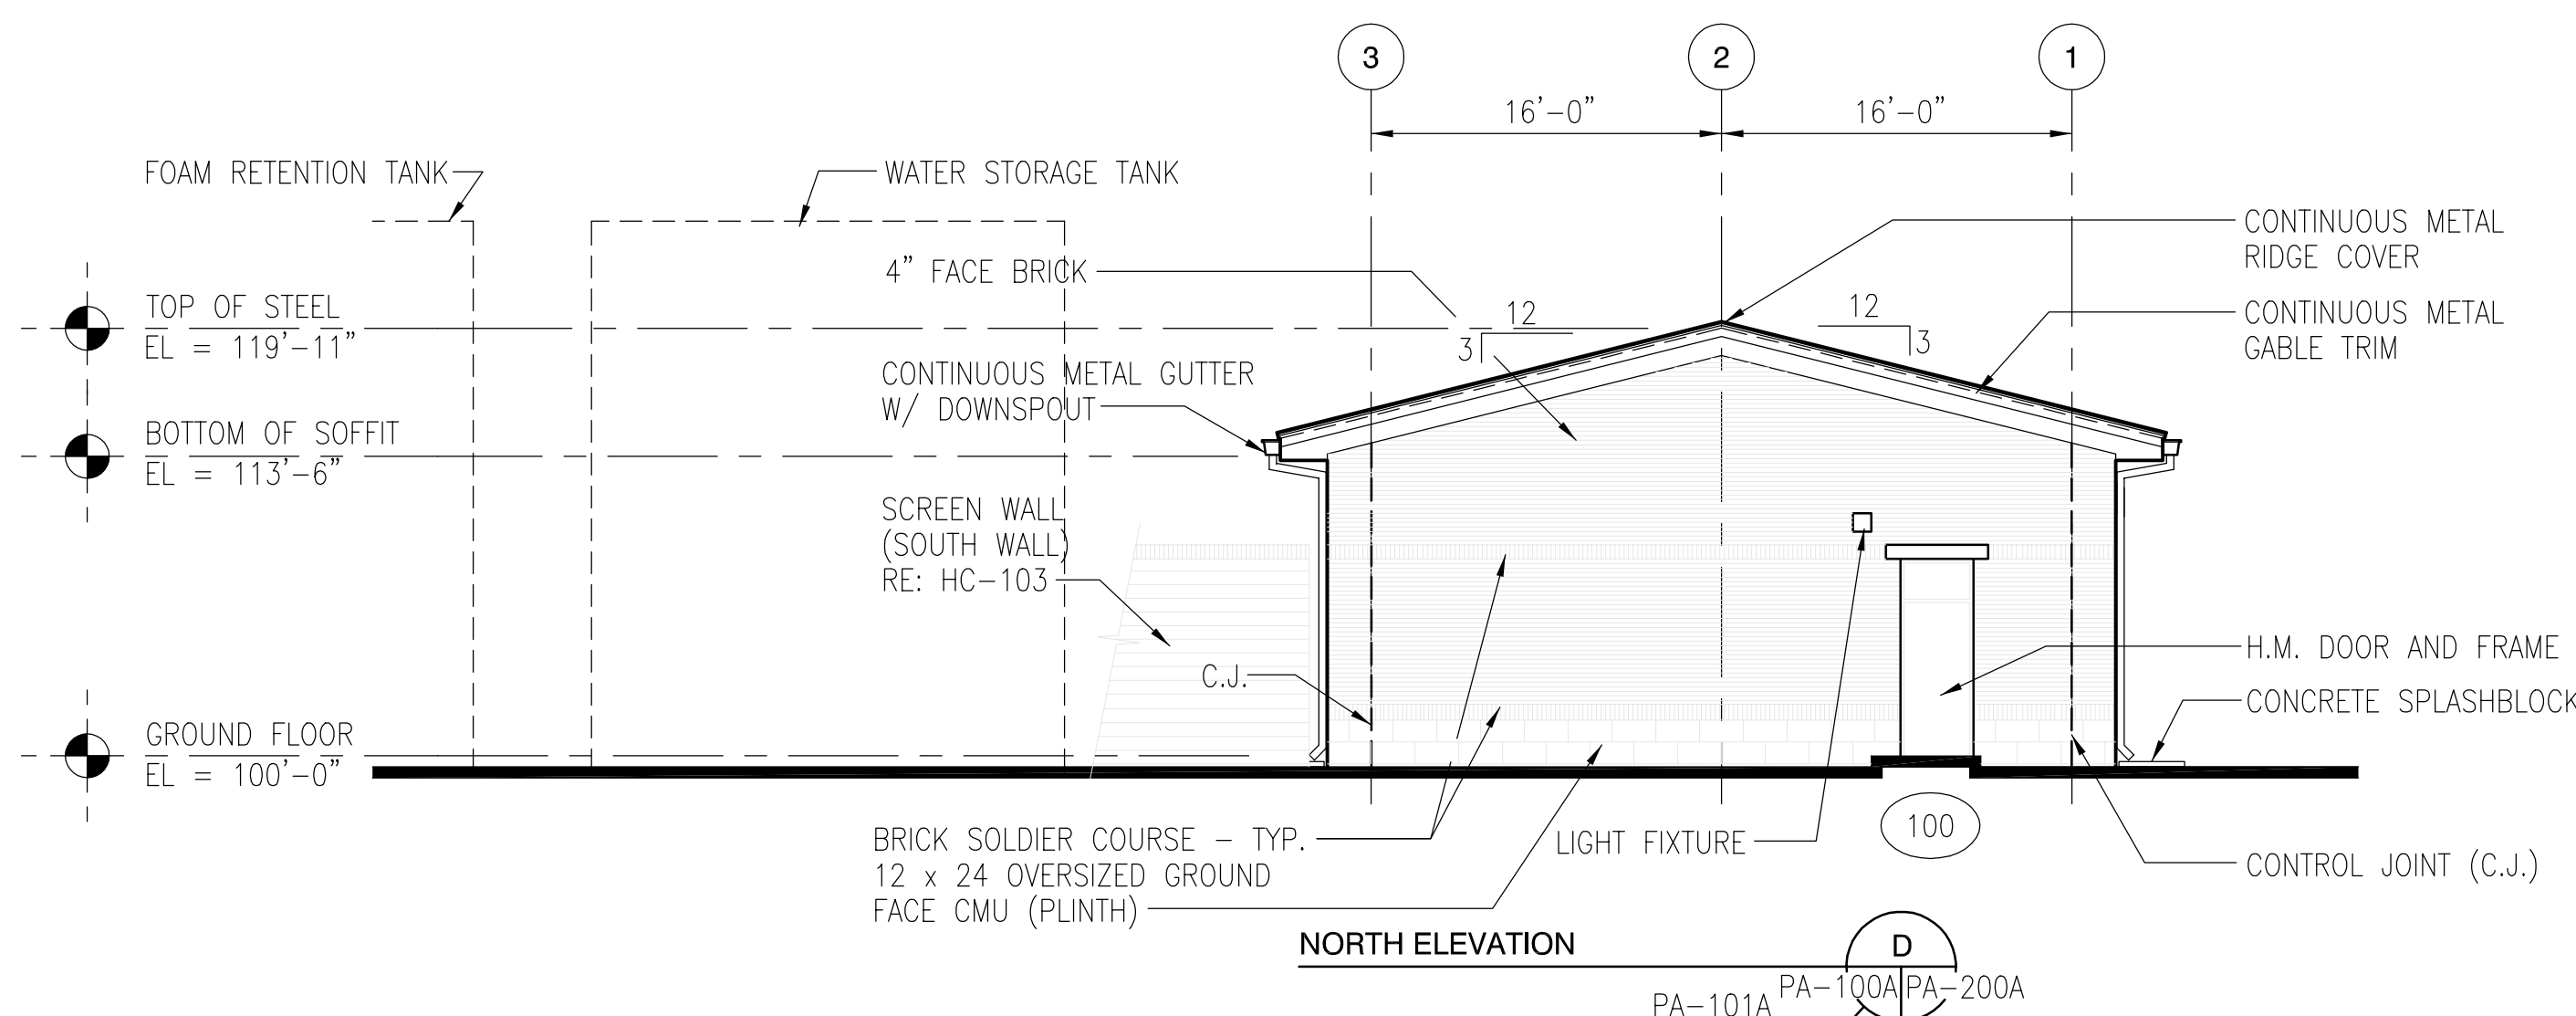 3
2
1
16'-0"
16'-0"
FOAM RETENTION TANK
WATER STORAGE TANK
CONTINUOUS METAL
RIDGE COVER
4" FACE BRICK
TOP OF STEEL
EL = 119'-11"
12
3
12
3
CONTINUOUS METAL
GABLE TRIM
CONTINUOUS METAL GUTTER
W/ DOWNSPOUT
BOTTOM OF SOFFIT
EL = 113'-6"
SCREEN WALL
(SOUTH WALL)
RE: HC-103
C.J.
H.M. DOOR AND FRAME
CONCRETE SPLASHBLOCK
GROUND FLOOR
EL = 100'-0"
BRICK SOLDIER COURSE - TYP.
12 x 24 OVERSIZED GROUND
FACE CMU (PLINTH)
LIGHT FIXTURE
100
CONTROL JOINT (C.J.)
NORTH ELEVATION
D
PA-101A
PA-100A
PA-200A